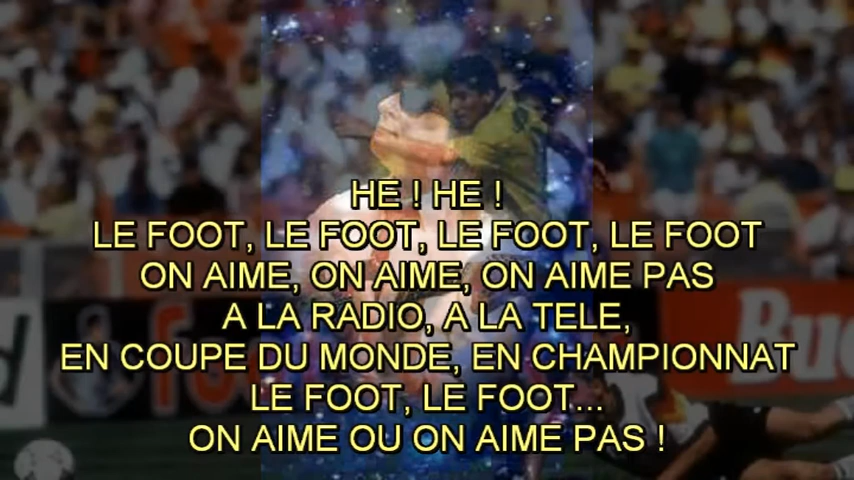 HE ! HE !
LE FOOT, LE FOOT, LE FOOT, LE FOOT
ON AIME, ON AIME, ON AIME PAS
A LA RADIO, A LA TELE,
EN COUPE DU MONDE, EN CHAMPIONNAT
LE FOOT, LE FOOT...
ON AIME OU ON AIME PAS !